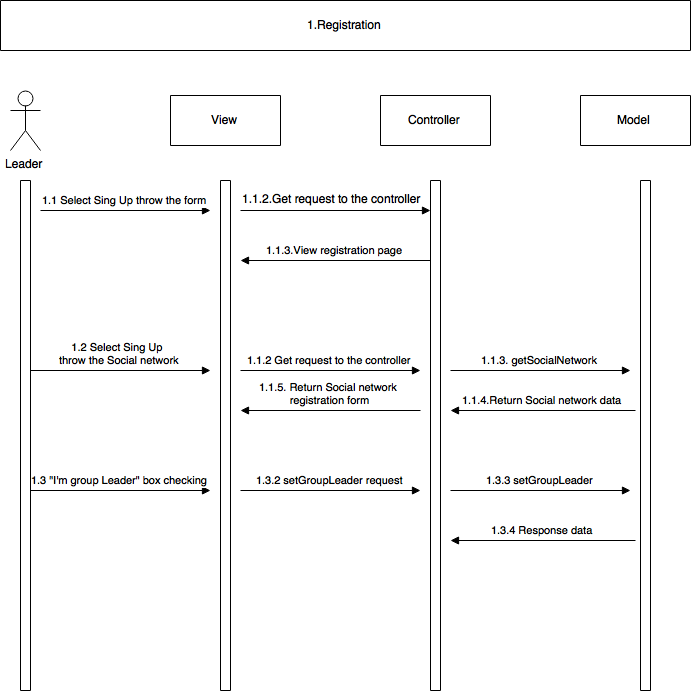 1.Registration
View
Controller
Model
Leader
1.1 Select Sing Up throw the form
1.1.2.Get request to the controller
1.1.3.View registration page
1.2 Select Sing Up
throw the Social network
1.1.2 Get request to the controller
1.1.3. getSocialNetwork
1.1.5. Return Social network
registration form
1.1.4.Return Social network data
1.3 "I'm group Leader" box checking
1.3.2 setGroupLeader request
1.3.3 setGroupLeader
1.3.4 Response data